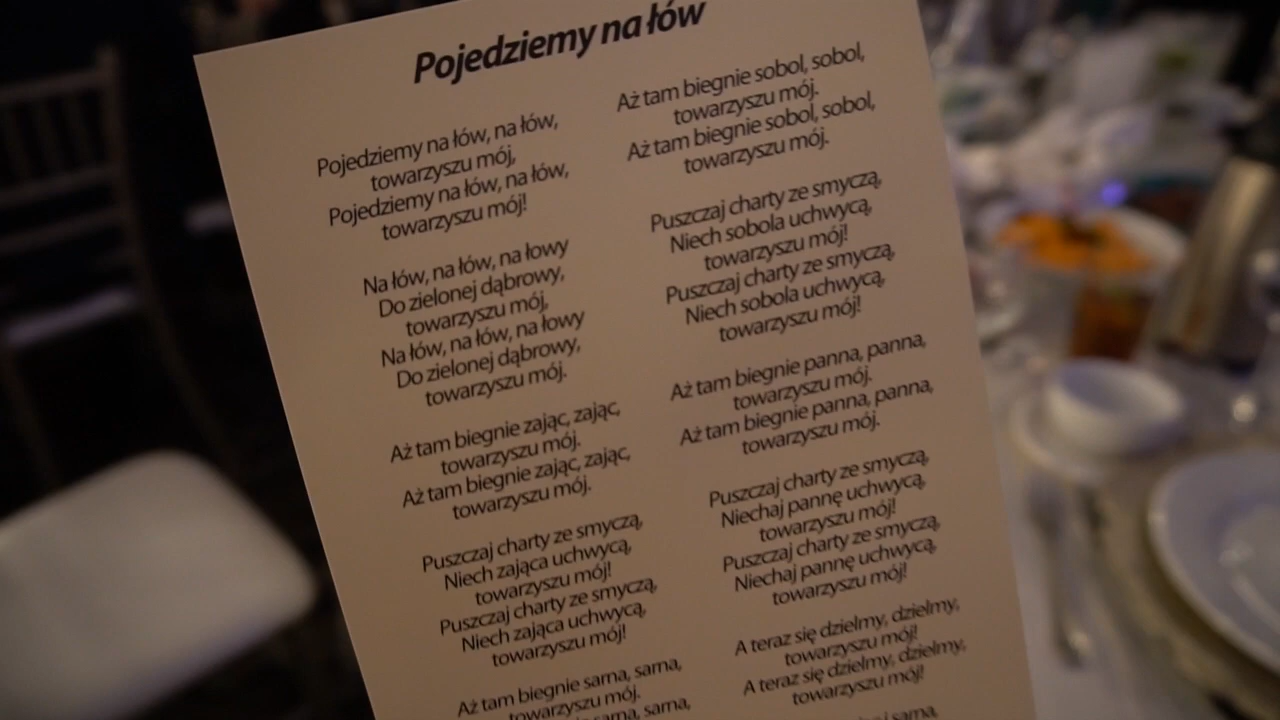 Pojedziemy na łów
Pojedziemy na łów, na łów,
towarzyszu mój,
Pojedziemy na łów, na łów,
towarzyszu mój!
Na łów, na łów, na łowy
Do zielonej dąbrowy,
towarzyszu mój,
Na łów, na łów, na łowy
Do zielonej dąbrowy,
towarzyszu mój.
Aż tam biegnie zając, zając,
towarzyszu mój.
Aż tam biegnie zając, zając,
towarzyszu mój.
Puszczaj charty ze smyczą,
Niech zająca uchwycą,
towarzyszu mój!
Puszczaj charty ze smyczą,
Niech zająca uchwycą,
towarzyszu mój!
Aż tam biegnie sarna, sarna,
towarzyszu mój.
sarna, sarna,
Aż tam biegnie sobol, sobol,
towarzyszu mój.
Aż tam biegnie sobol, sobol,
towarzyszu mój.
Puszczaj charty ze smyczą,
Niech sobola uchwycą,
towarzyszu mój!
Puszczaj charty ze smyczą,
Niech sobola uchwycą,
towarzyszu mój!
Aż tam biegnie panna, panna,
towarzyszu mój.
Aż tam biegnie panna, panna,
towarzyszu mój.
Puszczaj charty ze smyczą,
Niechaj pannę uchwycą,
towarzyszu mój!
Puszczaj charty ze smyczą,
Niechaj pannę uchwycą,
towarzyszu mój!
A teraz się dzielmy, dzielmy,
towarzyszu mój!
A teraz się dzielmy, dzielmy,
towarzyszu mój!
sarna,